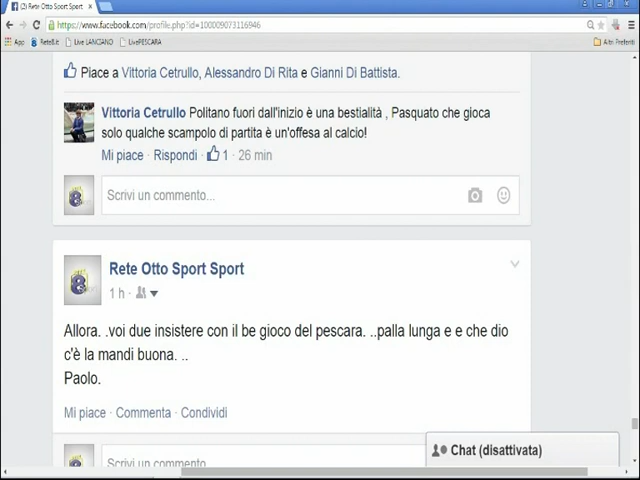 (2) Rete Otto Sport Sport
https://www.facebook.com/profile.php?id=100009073116946
App Rete8.it Live LANCIANO LivePESCARA Altri Preferiti
Piace a Vittoria Cetrullo, Alessandro Di Rita e Gianni Di Battista.
Vittoria Cetrullo Politano fuori dall'inizio è una bestialità , Pasquato che gioca
solo qualche scampolo di partita è un'offesa al calcio!
Mi piace · Rispondi · 1 · 26 min
Scrivi un commento...
Rete Otto Sport Sport
1 h ·
Allora. .voi due insistere con il be gioco del pescara. ..palla lunga e e che dio
c'è la mandi buona. ..
Paolo.
Mi piace · Commenta · Condividi
Scrivi un commento...
Chat (disattivata)